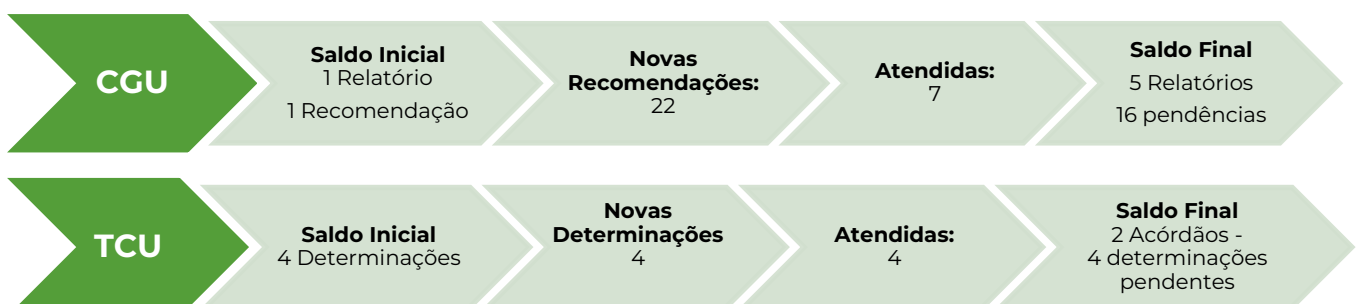 CGU
Saldo Inicial
1 Relatório
1 Recomendação
Novas
Recomendações:
22
Atendidas:
7
Saldo Final
5 Relatórios
16 pendências
TCU
Saldo Inicial
4 Determinações
Novas
Determinações
4
Atendidas:
4
Saldo Final
2 Acórdãos -
4 determinações
pendentes